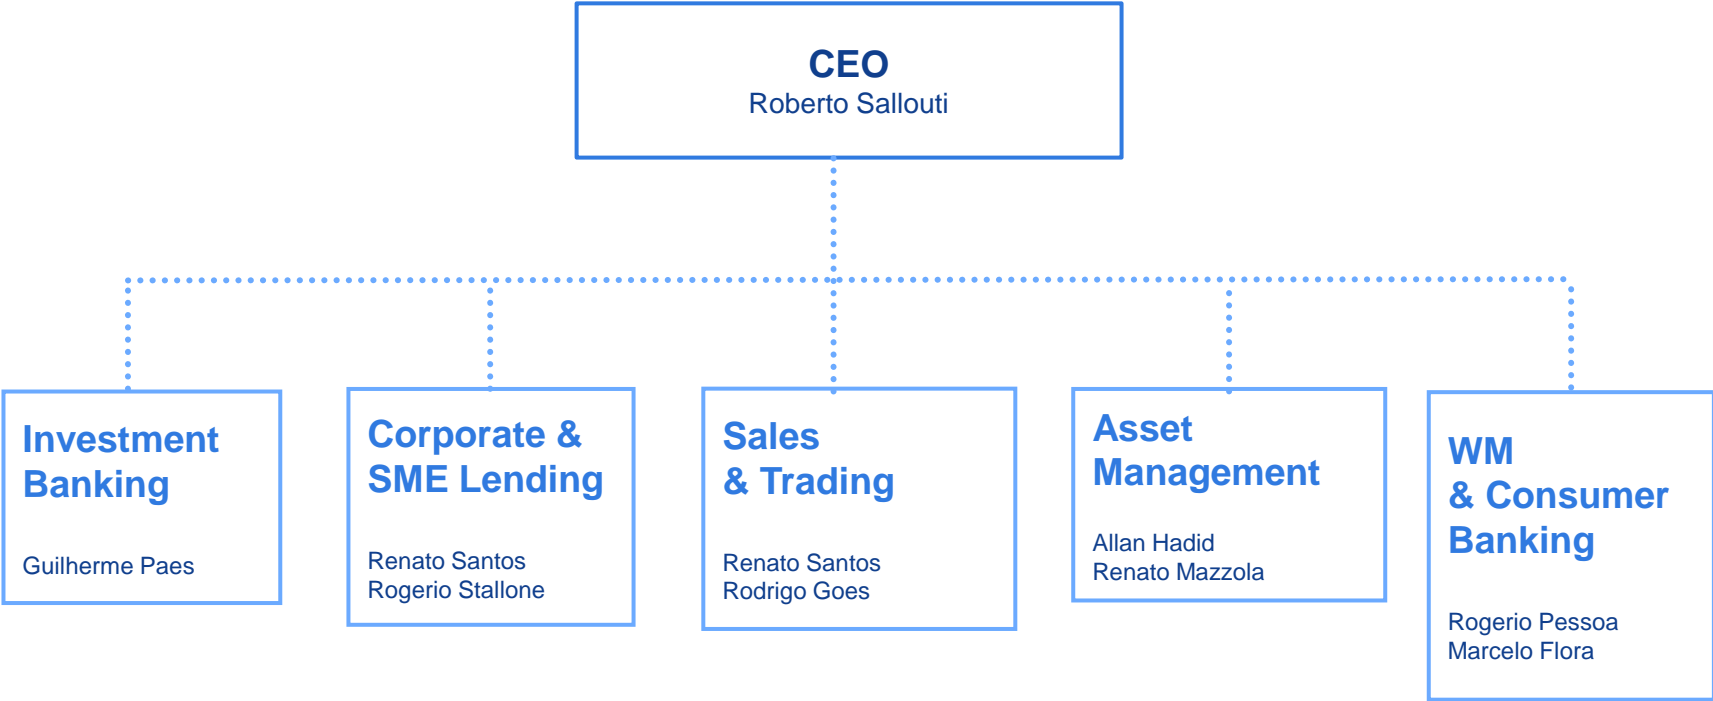 CEO
Roberto Sallouti
Investment
Banking
Guilherme Paes
Corporate &
SME Lending
Renato Santos
Rogerio Stallone
Sales
& Trading
Renato Santos
Rodrigo Goes
Asset
Management
Allan Hadid
Renato Mazzola
WM
& Consumer
Banking
Rogerio Pessoa
Marcelo Flora